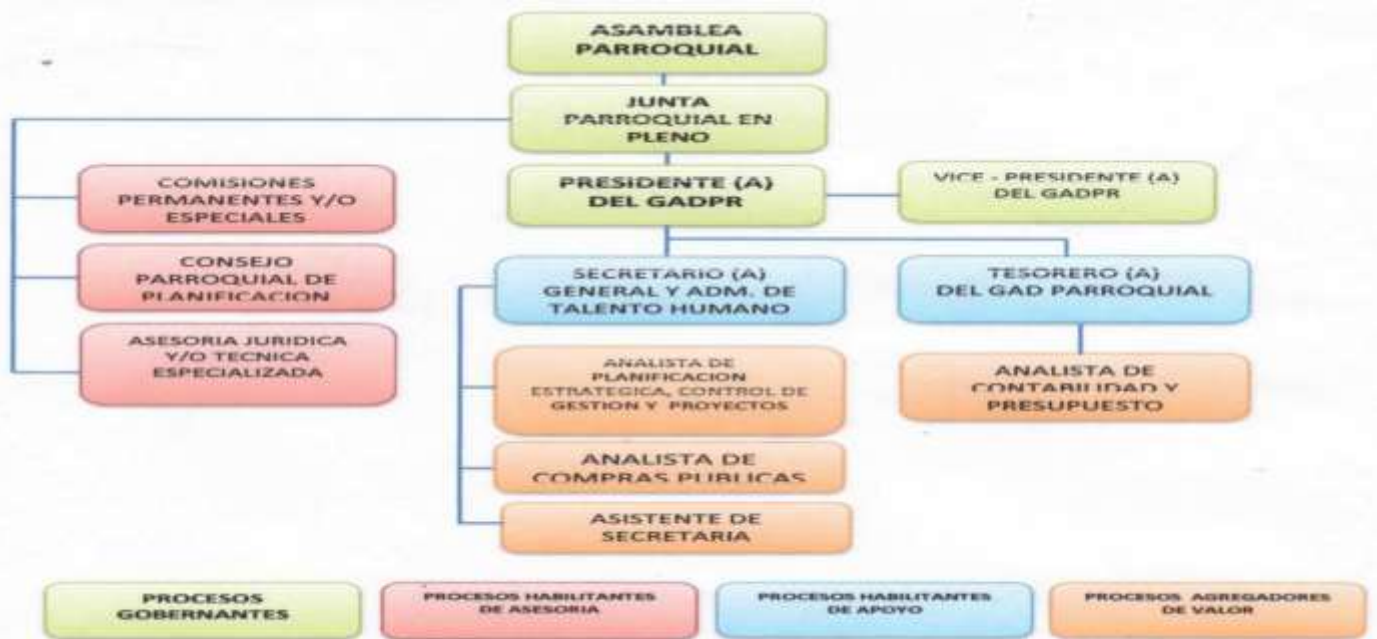 ASAMBLEA
PARROQUIAL
JUNTA
PARROQUIAL EN
PLENO
PRESIDENTE (A)
DEL GADPR
VICE - PRESIDENTE (A)
DEL GADPR
COMISIONES
PERMANENTES Y/O
ESPECIALES
CONSEJO
PARROQUIAL DE
PLANIFICACION
ASESORIA JURIDICA
Y/O TECNICA
ESPECIALIZADA
SECRETARIO (A)
GENERAL Y ADM. DE
TALENTO HUMANO
TESORERO (A)
DEL GAD PARROQUIAL
ANALISTA DE
PLANIFICACION
ESTRATEGICA, CONTROL DE
GESTION Y PROYECTOS
ANALISTA DE
CONTABILIDAD Y
PRESUPUESTO
ANALISTA DE
COMPRAS PUBLICAS
ASISTENTE DE
SECRETARIA
PROCESOS
GOBERNANTES
PROCESOS HABILITANTES
DE ASESORIA
PROCESOS HABILITANTES
DE APOYO
PROCESOS AGREGADORES
DE VALOR